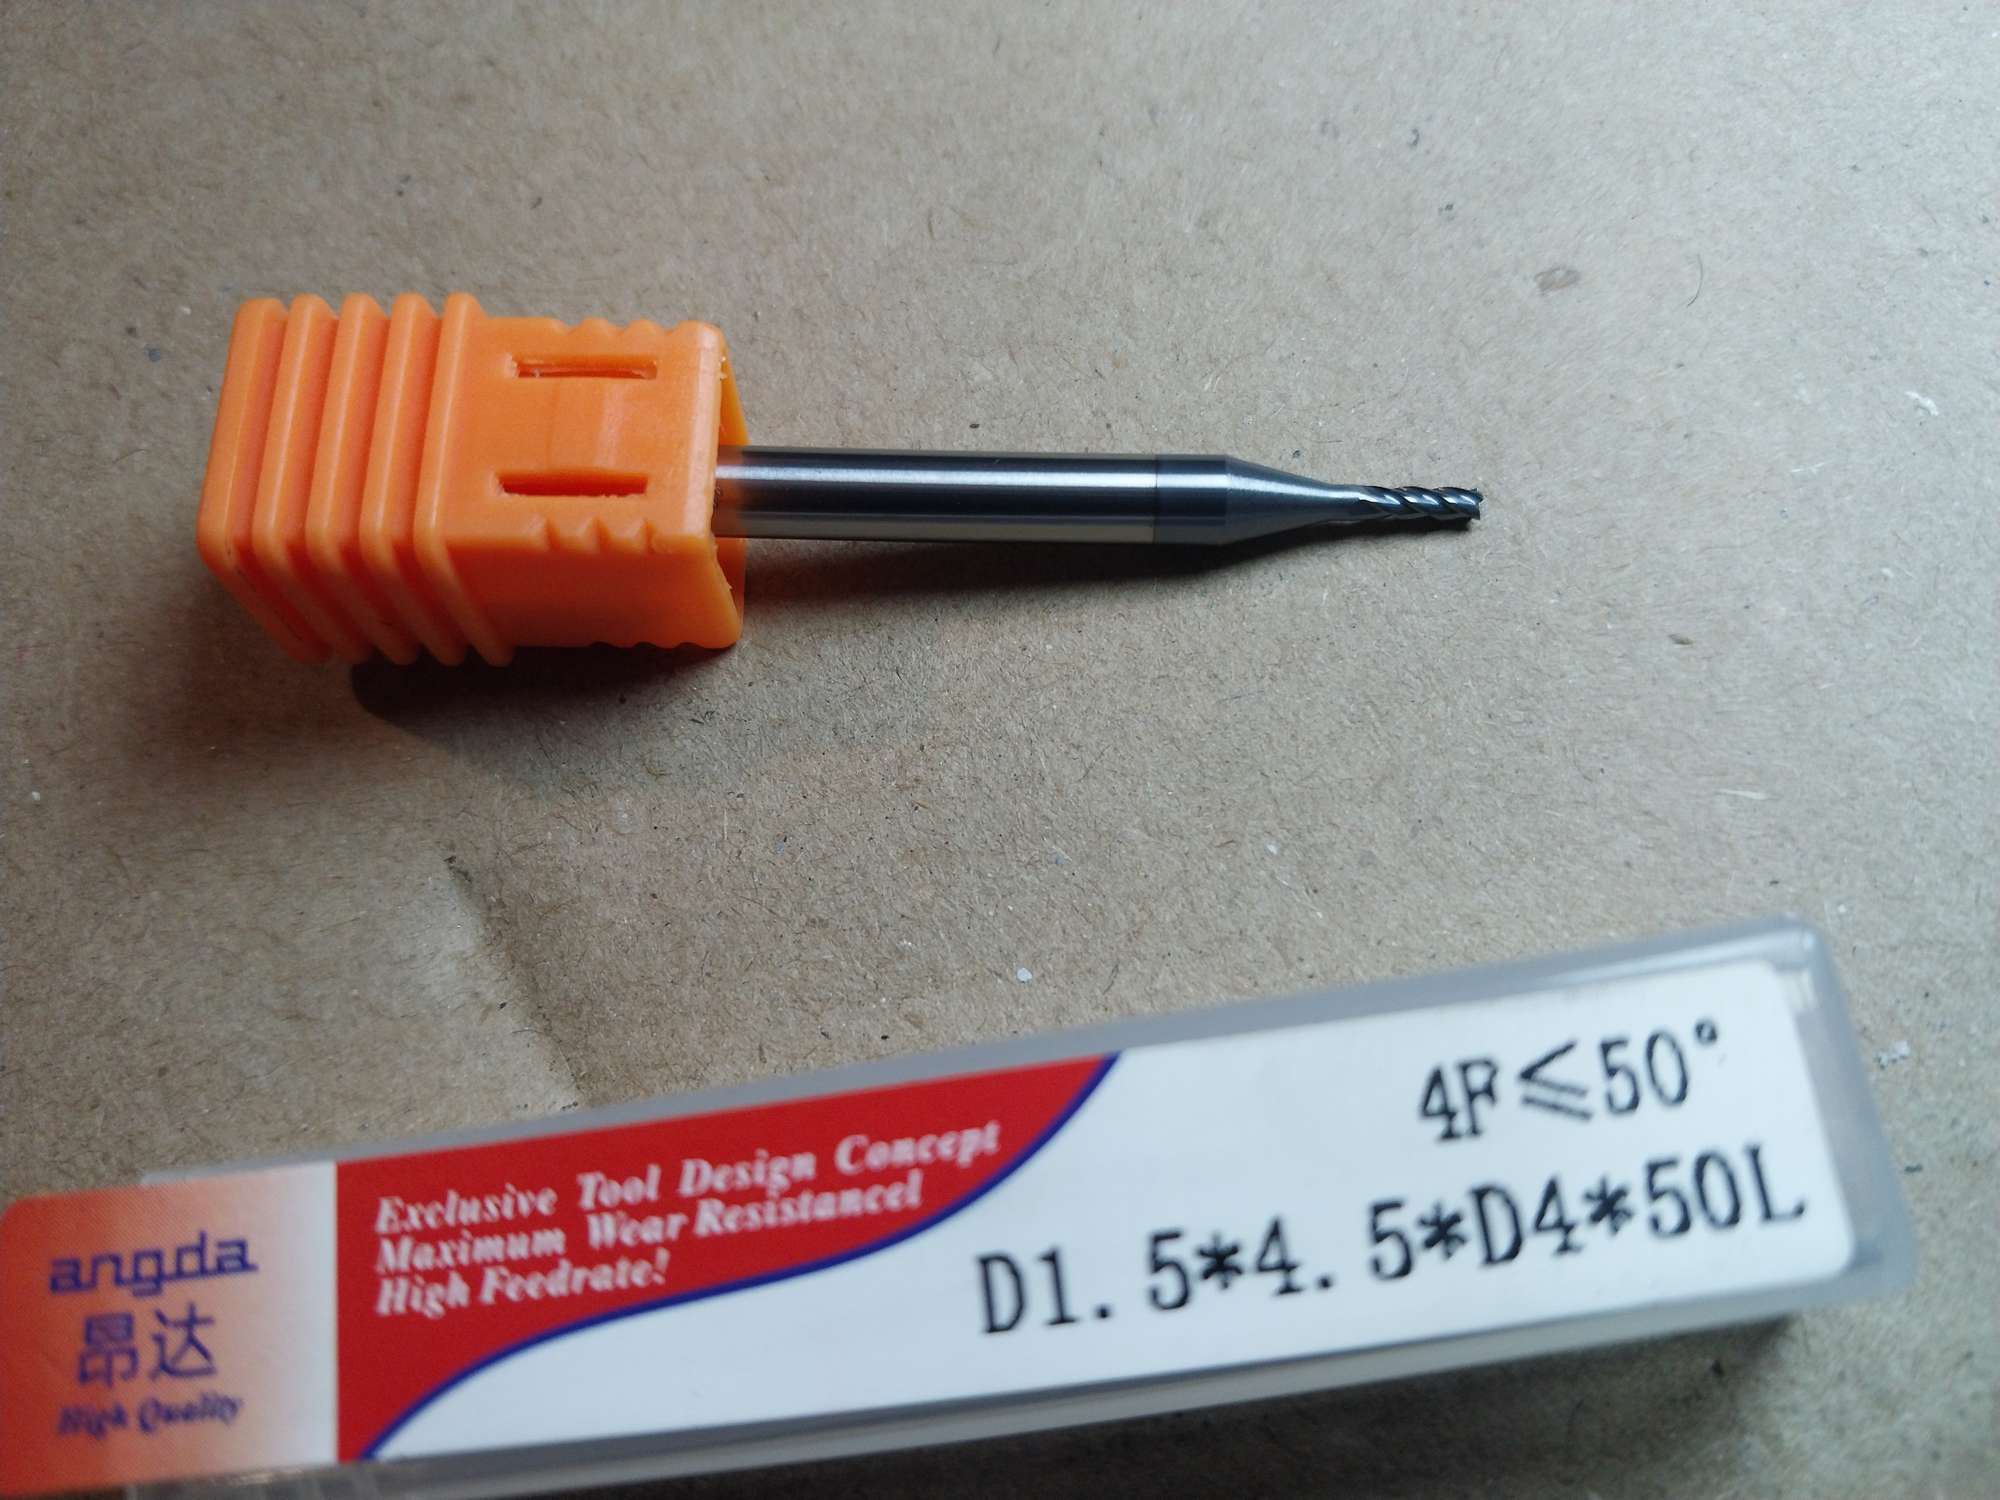 angda
昂达
High Quality
Exclusive Tool Design Concept
Maximum Wear Resistance!
High Feedrate!
4F≤50°
D1.5*4.5*D4*50L